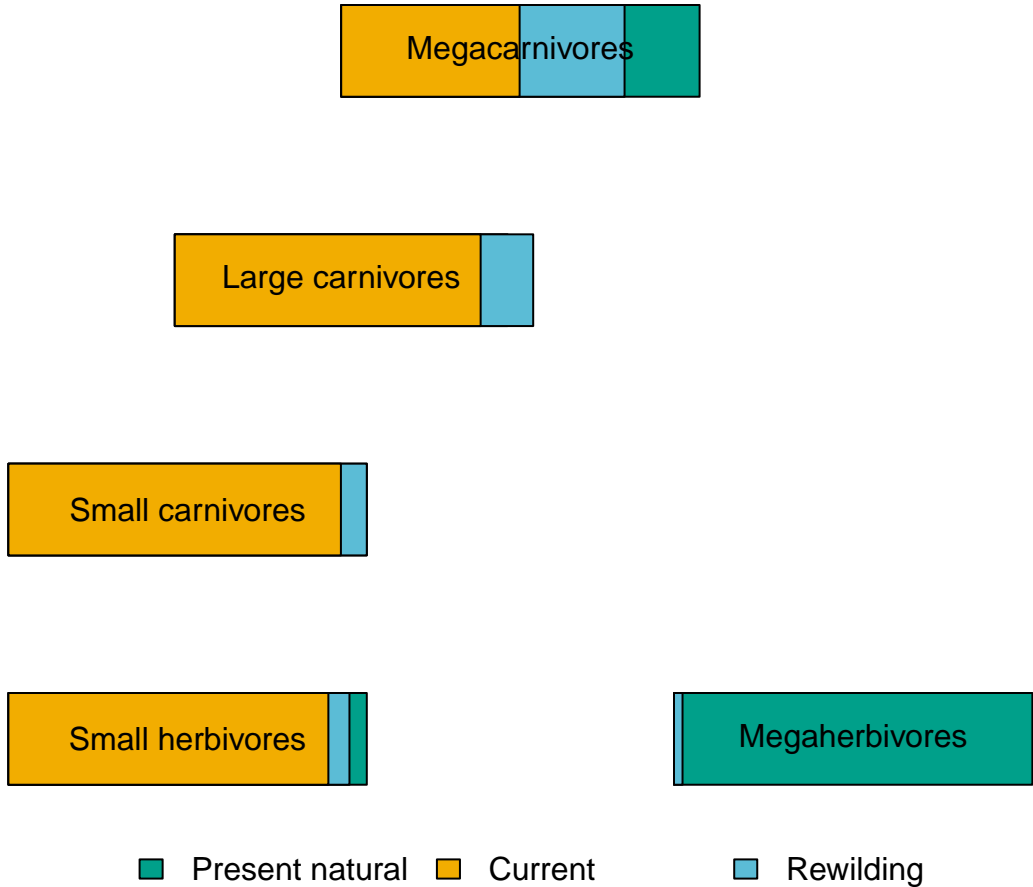 Megacarnivores
Large carnivores
Small carnivores
Small herbivores
Megaherbivores
Present natural
Current
Rewilding